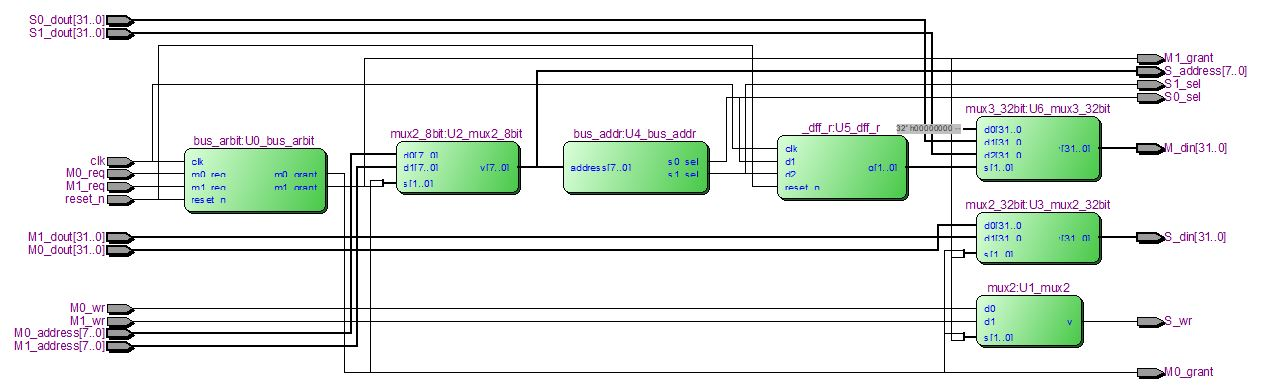 S0_dout[31..0]
S1_dout[31..0]
clk
M0_req
M1_req
reset_n
M1_dout[31..0]
M0_dout[31..0]
M0_wr
M1_wr
M0_address[7..0]
M1_address[7..0]
bus_arbit:U0_bus_arbit
clk
m0_req m0_grant
m1_req m1_grant
reset_n
mux2_8bit:U2_mux2_8bit
d0[7..0]
d1[7..0] y[7..0]
s[1..0]
bus_addr:U4_bus_addr
s0_sel
address[7..0]
s1_sel
_dff_r:U5_dff_r
clk
d1 q[1..0]
d2
reset_n
32'h00000000--
mux3_32bit:U6_mux3_32bit
d0[31..0
d1[31..0
d2[31..0 [31..0]
s[1..0]
mux2_32bit:U3_mux2_32bit
d0[31..0
d1[31..0 [31..0]
s[1..0]
mux2:U1_mux2
d0
d1 y
s[1..0]
M1_grant
S_address[7..0]
S1_sel
S0_sel
M_din[31..0]
S_din[31..0]
S_wr
M0_grant